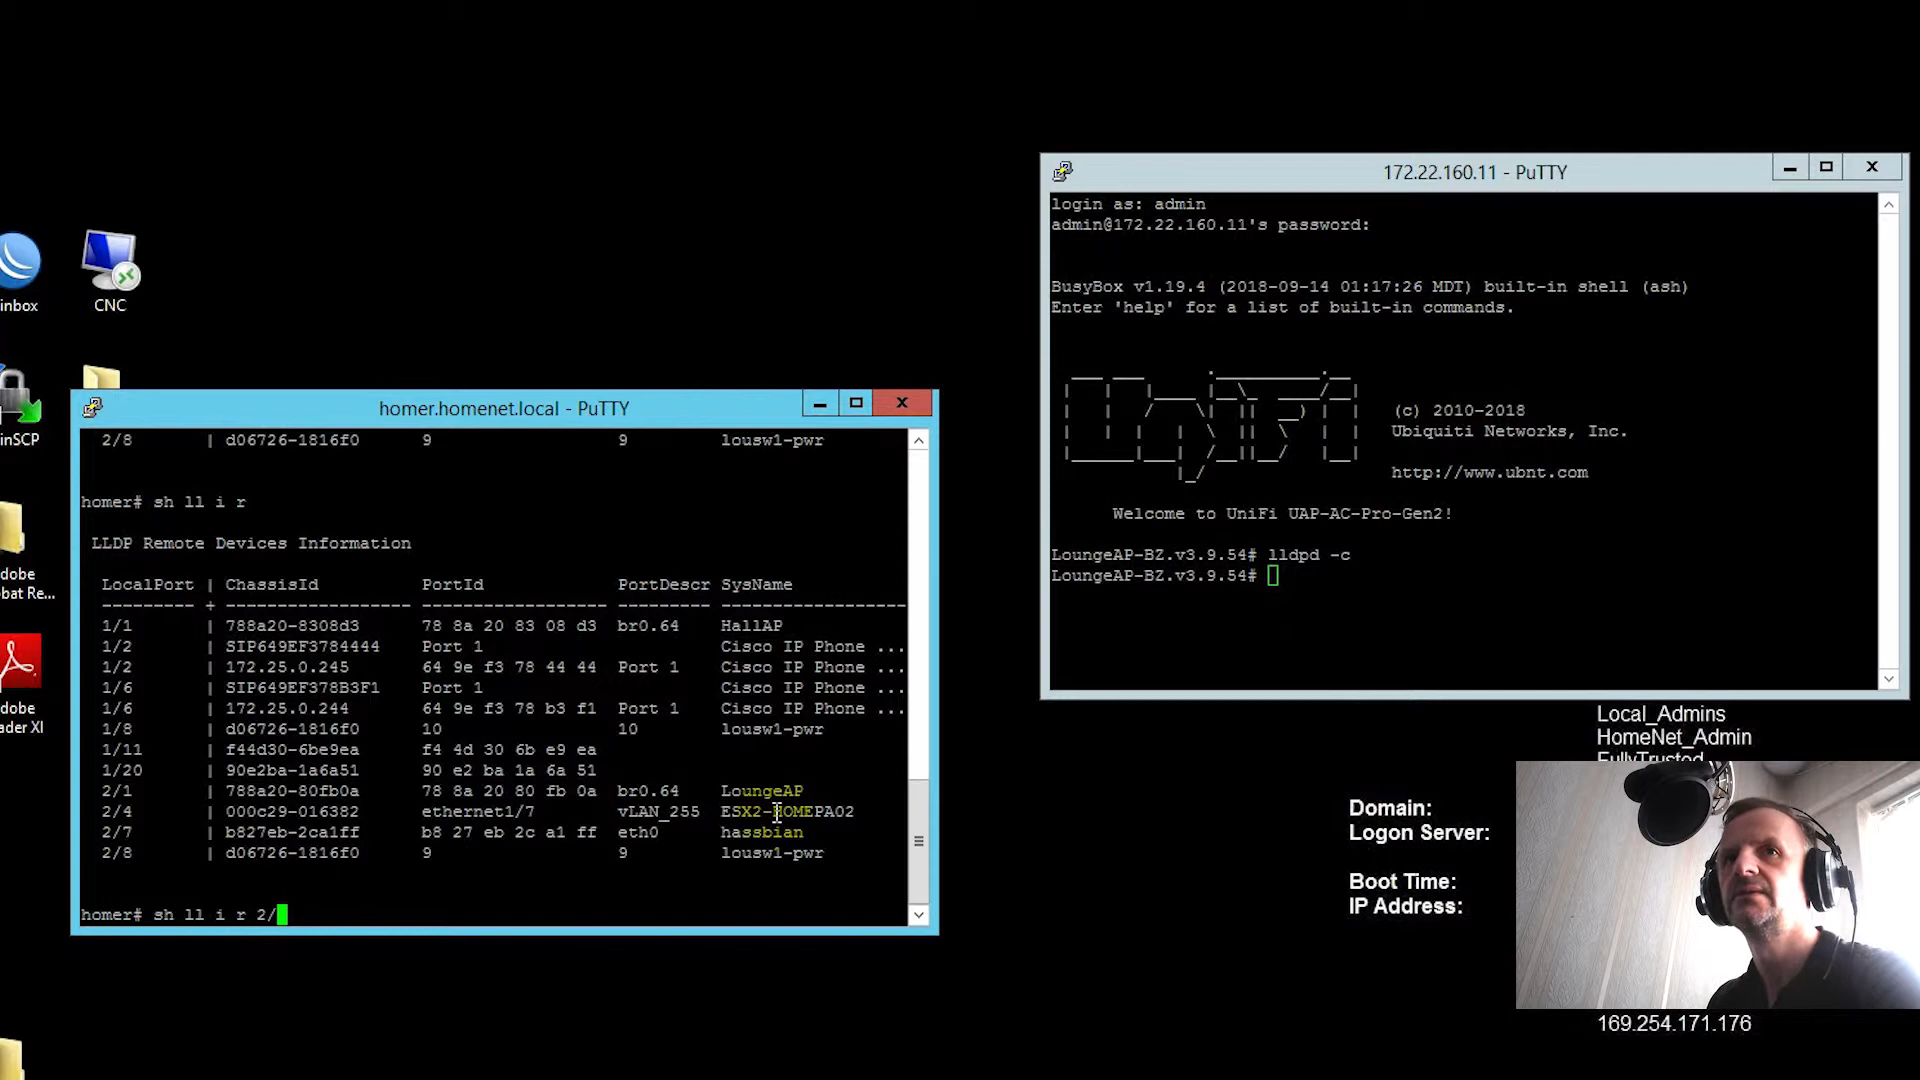 inbox
CNC
inSCP
dobe
obat Re...
dobe
ader XI
homer.homenet.local - PuTTY
2/8 | d06726-1816f0 9 9 lousw1-pwr
homer# sh ll i r
LLDP Remote Devices Information
LocalPort | ChassisId PortId PortDescr SysName
--------- + ------------------ ------------------ --------- ------------------
1/1 | 788a20-8308d3 78 8a 20 83 08 d3 br0.64 HallAP
1/2 | SIP649EF3784444 Port 1 Cisco IP Phone ...
1/2 | 172.25.0.245 64 9e f3 78 44 44 Port 1 Cisco IP Phone ...
1/6 | SIP649EF378B3F1 Port 1 Cisco IP Phone ...
1/6 | 172.25.0.244 64 9e f3 78 b3 f1 Port 1 Cisco IP Phone ...
1/8 | d06726-1816f0 10 10 lousw1-pwr
1/11 | f44d30-6be9ea f4 4d 30 6b e9 ea
1/20 | 90e2ba-1a6a51 90 e2 ba 1a 6a 51
2/1 | 788a20-80fb0a 78 8a 20 80 fb 0a br0.64 LoungeAP
2/4 | 000c29-016382 ethernet1/7 vLAN_255 ESX2-HOMEPA02
2/7 | b827eb-2ca1ff b8 27 eb 2c a1 ff eth0 hassbian
2/8 | d06726-1816f0 9 9 lousw1-pwr
homer# sh ll i r 2/
172.22.160.11 - PuTTY
login as: admin
admin@172.22.160.11's password:
BusyBox v1.19.4 (2018-09-14 01:17:26 MDT) built-in shell (ash)
Enter 'help' for a list of built-in commands.
UniFi
(c) 2010-2018
Ubiquiti Networks, Inc.
http://www.ubnt.com
Welcome to UniFi UAP-AC-Pro-Gen2!
LoungeAP-BZ.v3.9.54# lldpd -c
LoungeAP-BZ.v3.9.54#
Local_Admins
HomeNet_Admin
FullyTrusted
Domain:
Logon Server:
Boot Time:
IP Address:
169.254.171.176